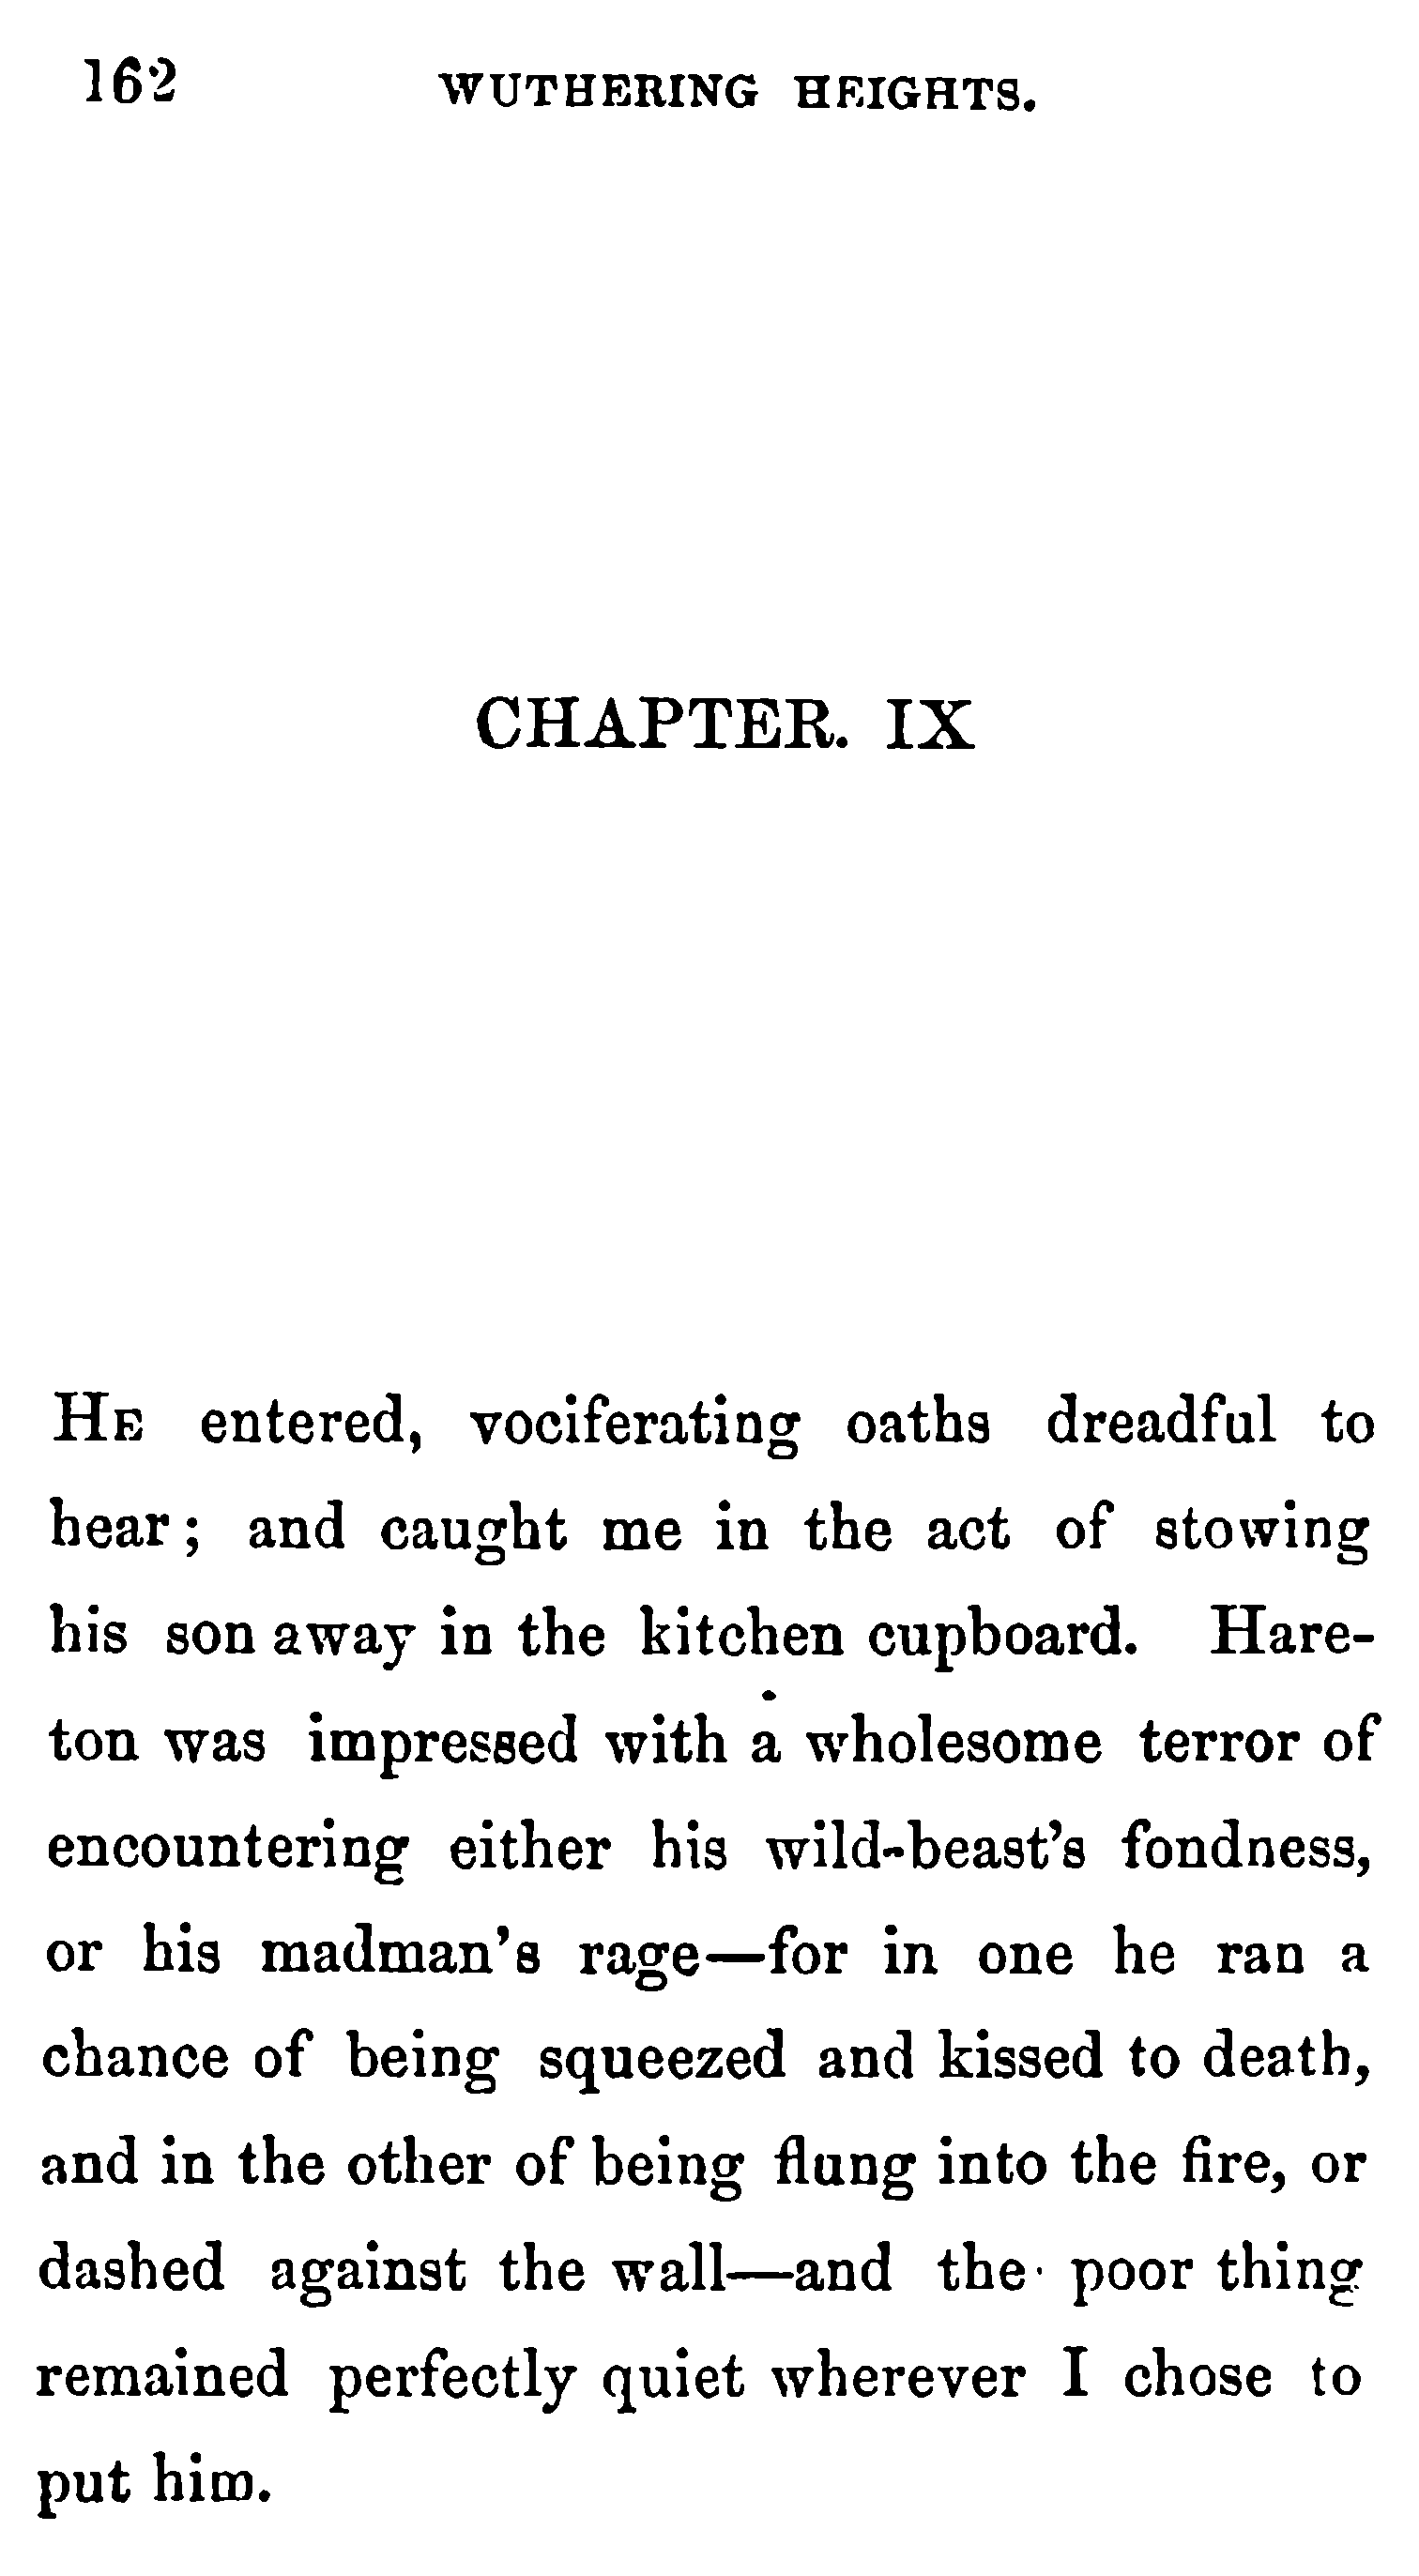 162 WUTHERING HEIGHTS.
CHAPTER. IX
HE entered, vociferating oaths dreadful to
hear; and caught me in the act of stowing
his son away in the kitchen cupboard. Hare-
ton was impressed with a wholesome terror of
encountering either his wild-beast's fondness,
or his madman's rage—for in one he ran a
chance of being squeezed and kissed to death,
and in the other of being flung into the fire, or
dashed against the wall—and the poor thing
remained perfectly quiet wherever I chose to
put him.